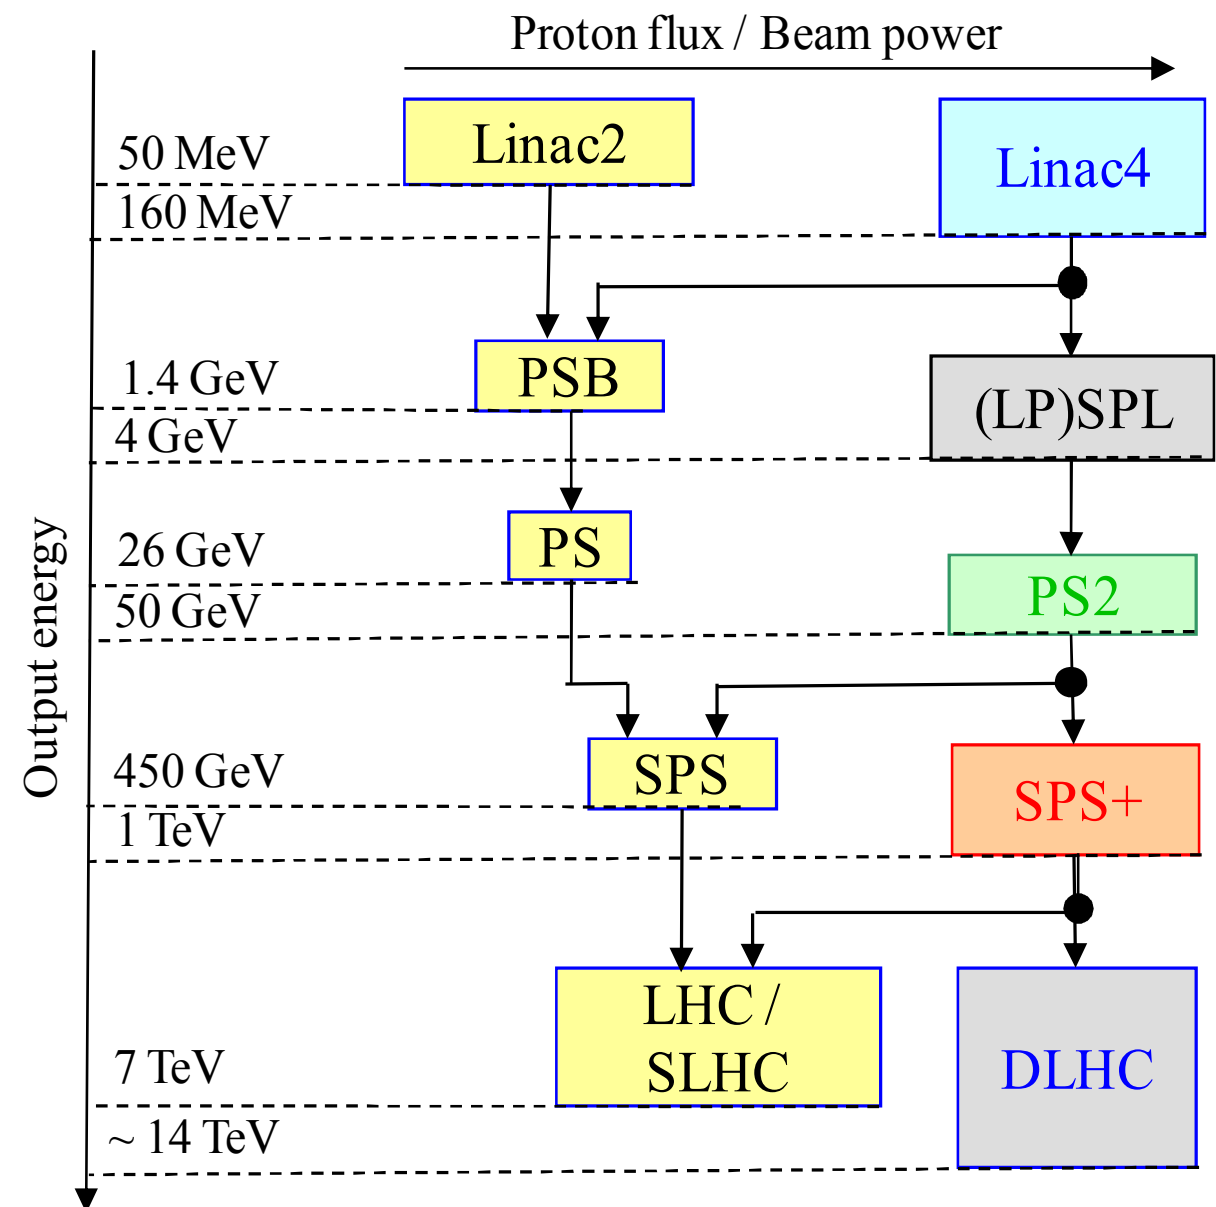 Proton flux / Beam power
Linac2
Linac4
50 MeV
160 MeV
PSB
1.4 GeV
(LP)SPL
4 GeV
PS
26 GeV
PS2
50 GeV
Output energy
SPS
450 GeV
SPS+
1 TeV
LHC /
SLHC
DLHC
7 TeV
~ 14 TeV